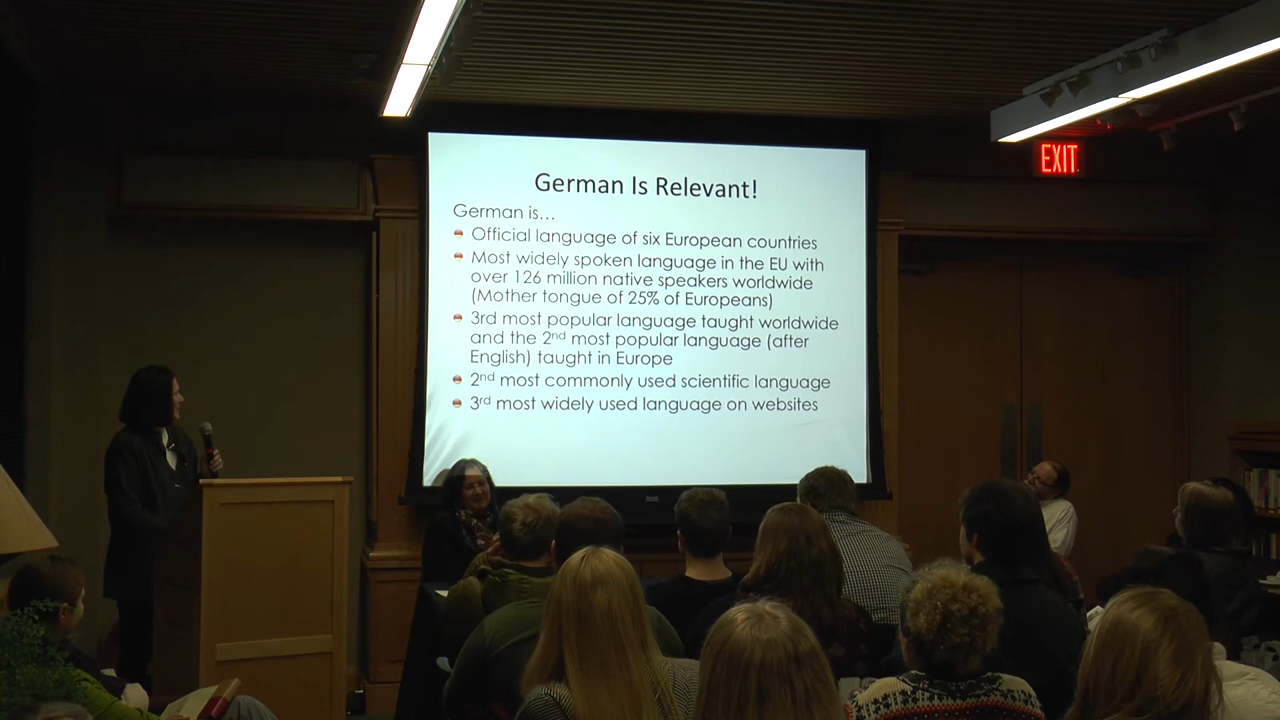 EXIT
German Is Relevant!
German is...
Official language of six European countries
Most widely spoken language in the EU with
over 126 million native speakers worldwide
(Mother tongue of 25% of Europeans)
3rd most popular language taught worldwide
and the 2nd most popular language (after
English) taught in Europe
2nd most commonly used scientific language
3rd most widely used language on websites